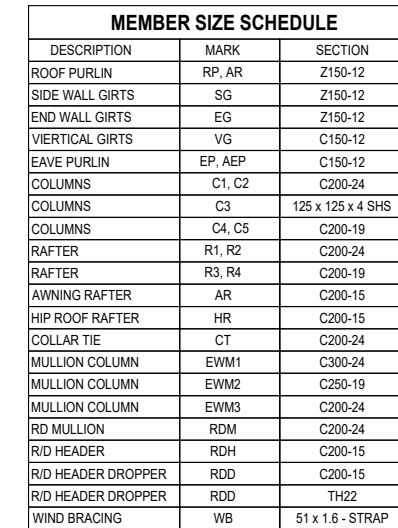 MEMBER SIZE SCHEDULE
DESCRIPTION MARK SECTION
ROOF PURLIN RP, AR Z150-12
SIDE WALL GIRTS SG Z150-12
END WALL GIRTS EG Z150-12
VIERTICAL GIRTS VG C150-12
EAVE PURLIN EP, AEP C150-12
COLUMNS C1, C2 C200-24
COLUMNS C3 125 x 125 x 4 SHS
COLUMNS C4, C5 C200-19
RAFTER R1, R2 C200-24
RAFTER R3, R4 C200-19
AWNING RAFTER AR C200-15
HIP ROOF RAFTER HR C200-15
COLLAR TIE CT C200-24
MULLION COLUMN EWM1 C300-24
MULLION COLUMN EWM2 C250-19
MULLION COLUMN EWM3 C200-24
RD MULLION RDM C200-24
R/D HEADER RDH C200-15
R/D HEADER DROPPER RDD C200-15
R/D HEADER DROPPER RDD TH22
WIND BRACING WB 51 x 1.6 - STRAP